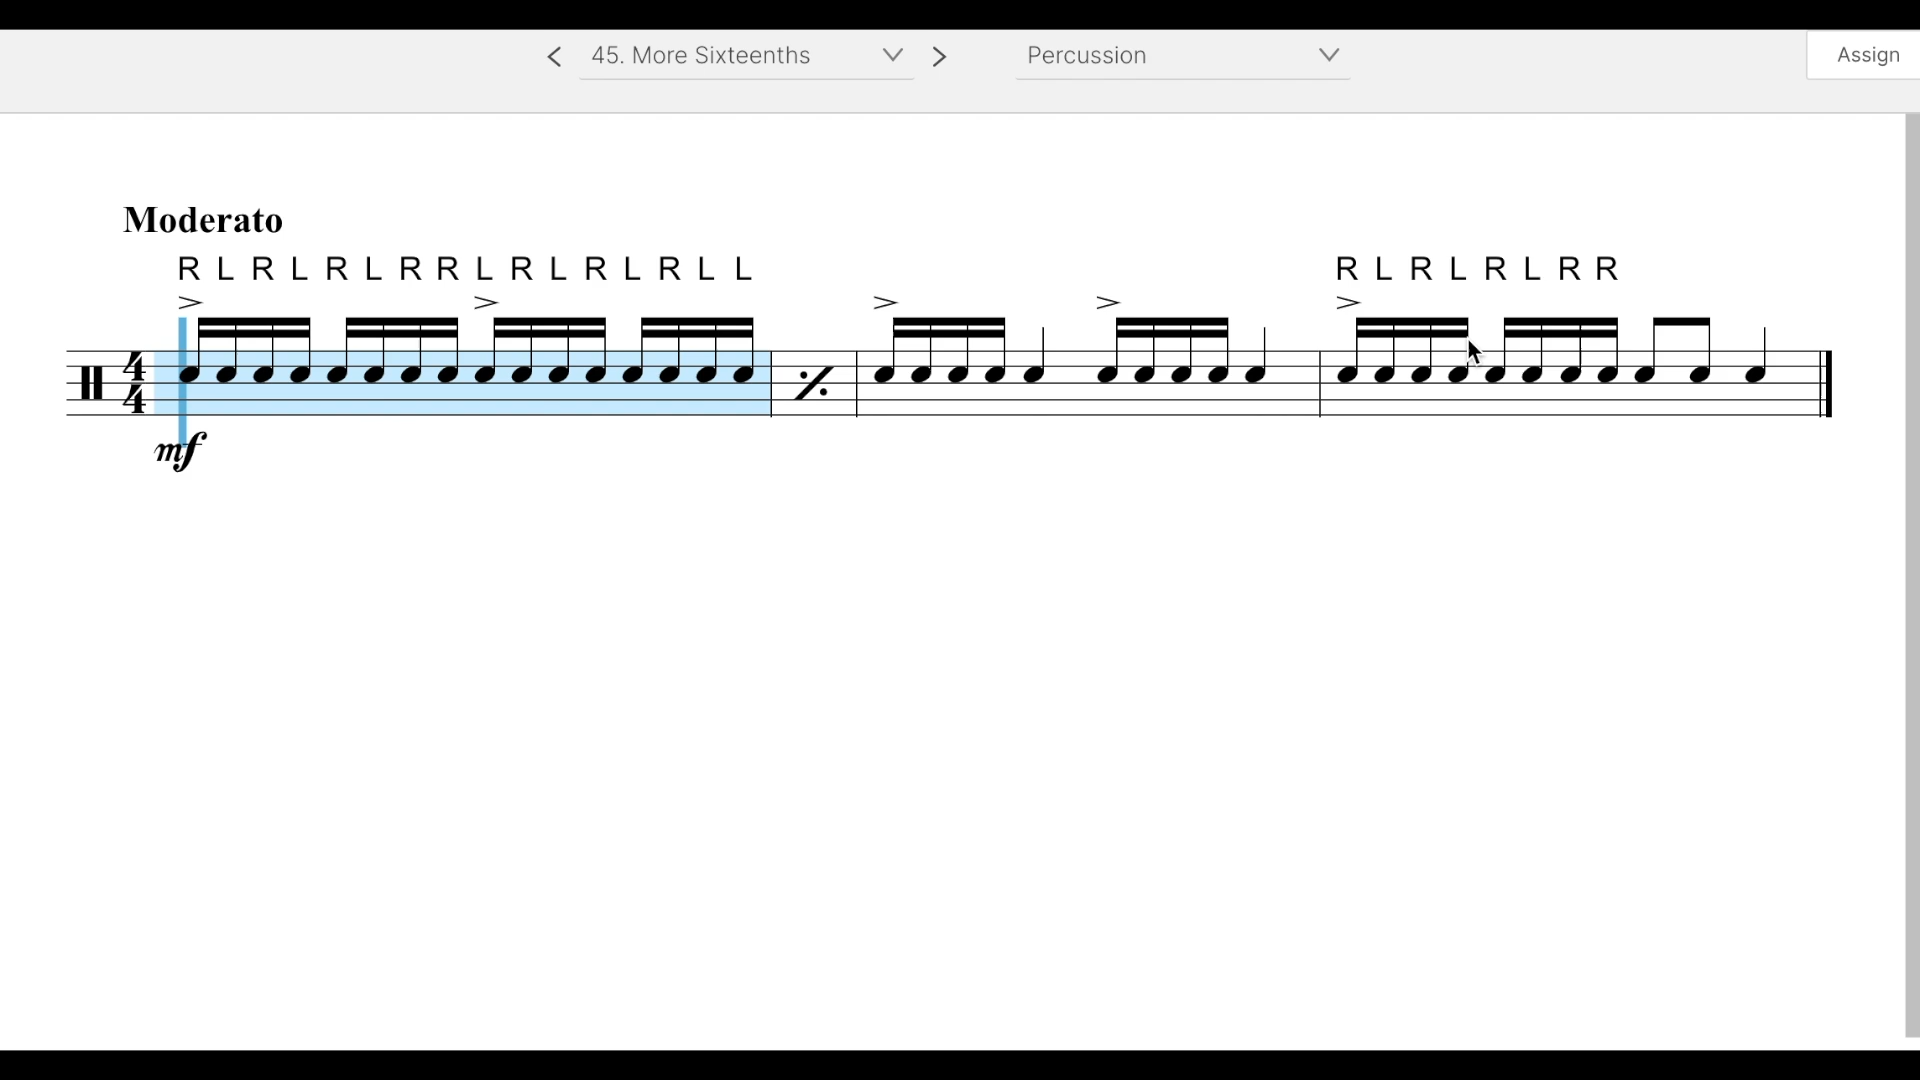 45. More Sixteenths Percussion Assign
Moderato
R L R L R L R R L R L R L R L L R L R L R L R R
4 4
mf